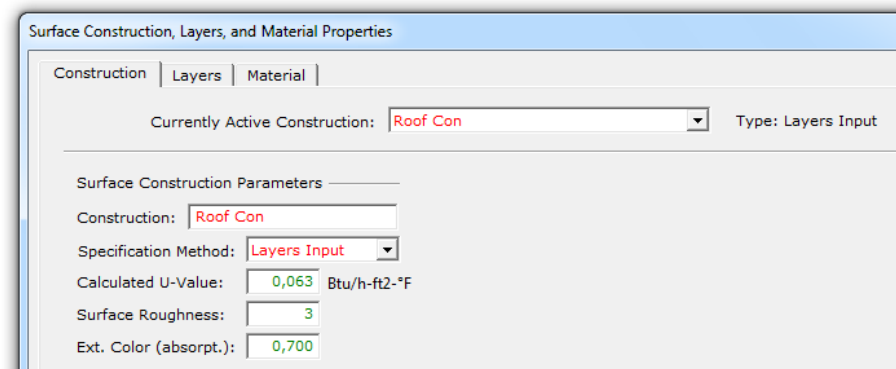 Surface Construction, Layers, and Material Properties
Construction Layers Material
Currently Active Construction: Roof Con Type: Layers Input
Surface Construction Parameters
Construction: Roof Con
Specification Method: Layers Input
Calculated U-Value: 0,063 Btu/h-ft2-°F
Surface Roughness: 3
Ext. Color (absorpt.): 0,700